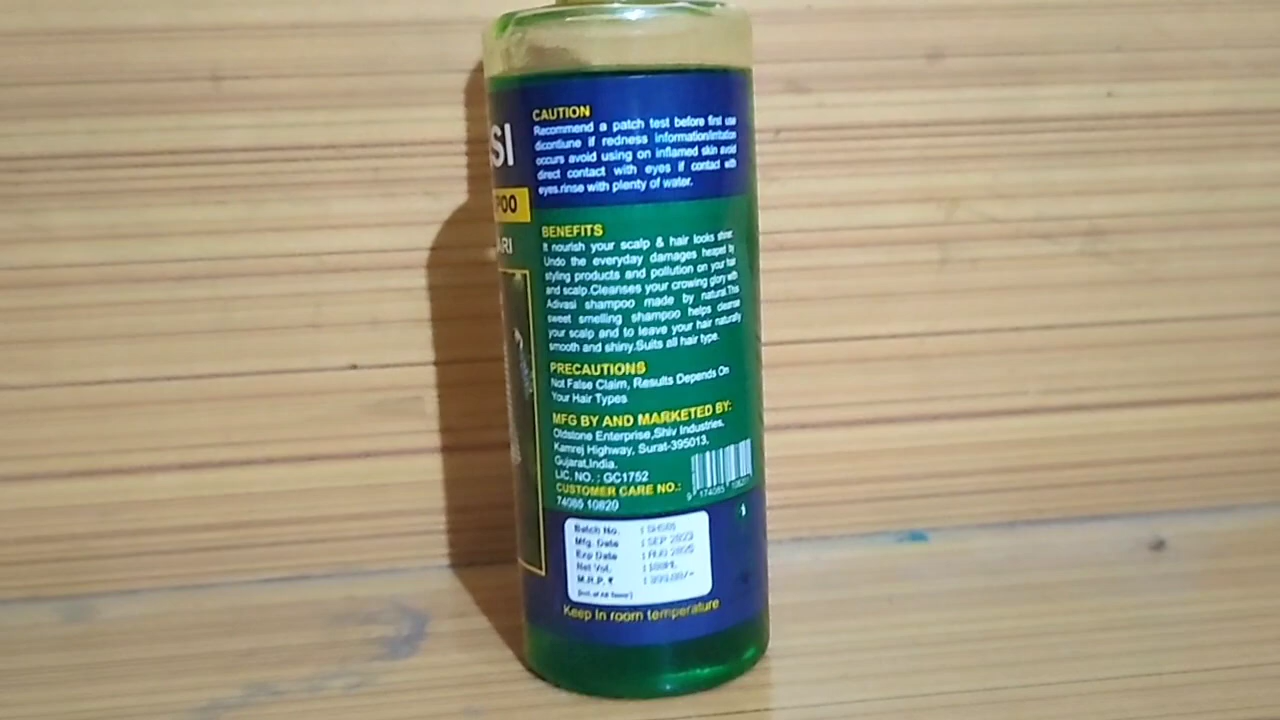 SI
POO
ARI
CAUTION
Recommend a patch test before first use
dicontiune if redness information/irritation
occurs avoid using on inflamed skin avoid
direct contact with eyes if contact with
eyes.rinse with plenty of water.
BENEFITS
It nourish your scalp & hair looks shiner.
Undo the everyday damages heaped by
styling products and pollution on your hair
and scalp.Cleanses your crowing glory with
Adivasi shampoo made by natural.This
sweet smelling shampoo helps cleanse
your scalp and to leave your hair naturally
smooth and shiny.Suits all hair type.
PRECAUTIONS
Not False Claim, Results Depends On
Your Hair Types
MFG BY AND MARKETED BY:
Oldstone Enterprise,Shiv Industries,
Kamrej Highway, Surat-395013,
Gujarat,India.
LIC. NO. : GC1752
CUSTOMER CARE NO.:
74085 10820
Batch No. :
Mfg. Date : SEP 2023
Exp Date : AUG 2025
Net Vol. :
M.R.P. ₹ :
Keep In room temperature